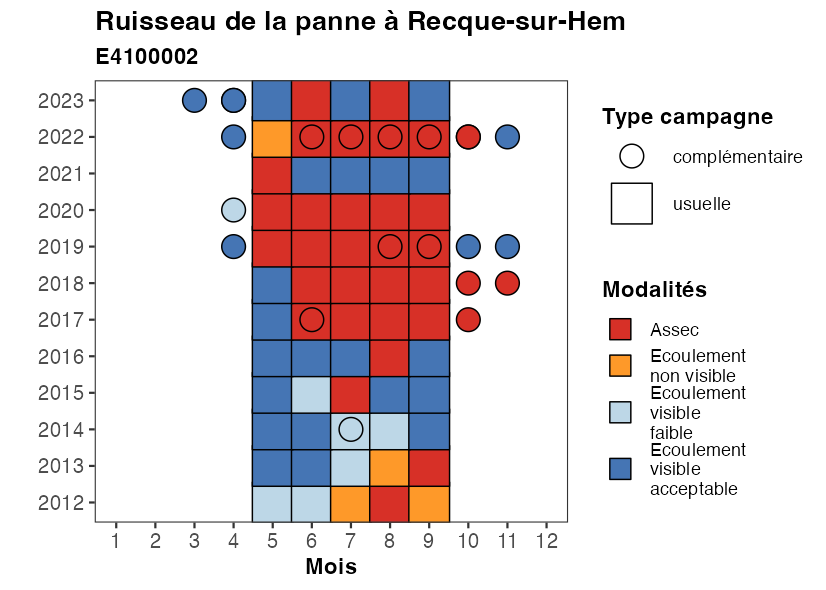 Ruisseau de la panne à Recque-sur-Hem
E4100002
2023
2022
2021
2020
2019
2018
2017
2016
2015
2014
2013
2012
1 2 3 4 5 6 7 8 9 10 11 12
Mois
Type campagne
complémentaire
usuelle
Modalités
Assec
Ecoulement
non visible
Ecoulement
visible
faible
Ecoulement
visible
acceptable